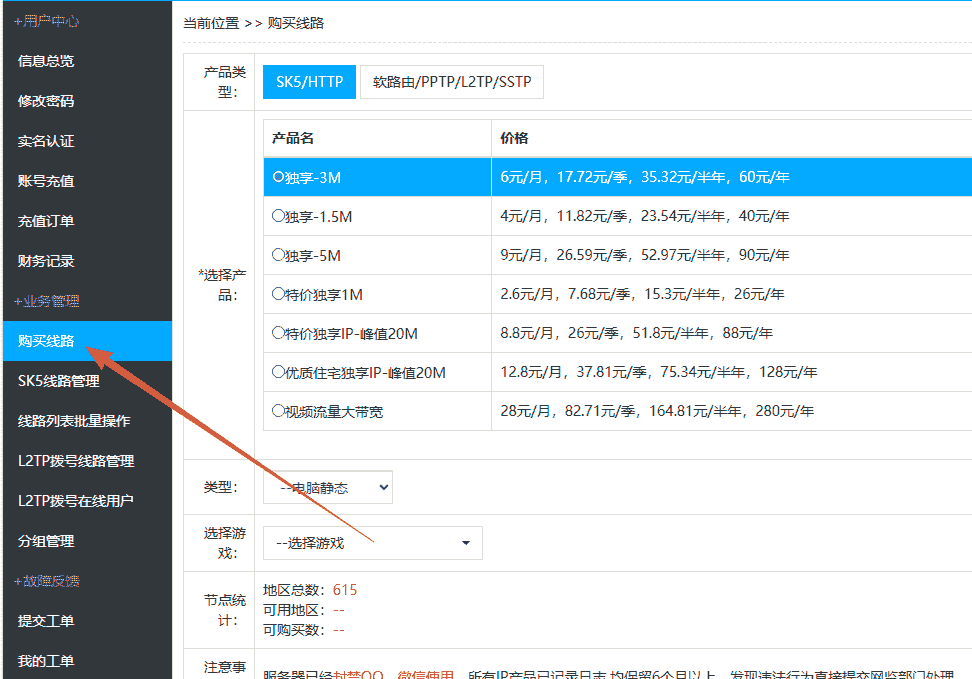 +用户中心
信息总览
修改密码
实名认证
账号充值
充值订单
财务记录
+业务管理
购买线路
SK5线路管理
线路列表批量操作
L2TP拨号线路管理
L2TP拨号在线用户
分组管理
+故障反馈
提交工单
我的工单
当前位置 >> 购买线路
产品类型：
SK5/HTTP 软路由/PPTP/L2TP/SSTP
*选择产品：
产品名 价格
独享-3M 6元/月，17.72元/季，35.32元/半年，60元/年
独享-1.5M 4元/月，11.82元/季，23.54元/半年，40元/年
独享-5M 9元/月，26.59元/季，52.97元/半年，90元/年
特价独享1M 2.6元/月，7.68元/季，15.3元/半年，26元/年
特价独享IP-峰值20M 8.8元/月，26元/季，51.8元/半年，88元/年
优质住宅独享IP-峰值20M 12.8元/月，37.81元/季，75.34元/半年，128元/年
视频流量大带宽 28元/月，82.71元/季，164.81元/半年，280元/年
类型： --电脑静态
选择游戏： --选择游戏
节点统计：
地区总数：615
可用地区：--
可购买数：--
注意事
服务器已经封禁QQ、微信使用，所有IP产品已记录日志,均保留6个月以上，发现违法行为直接提交网监部门处理